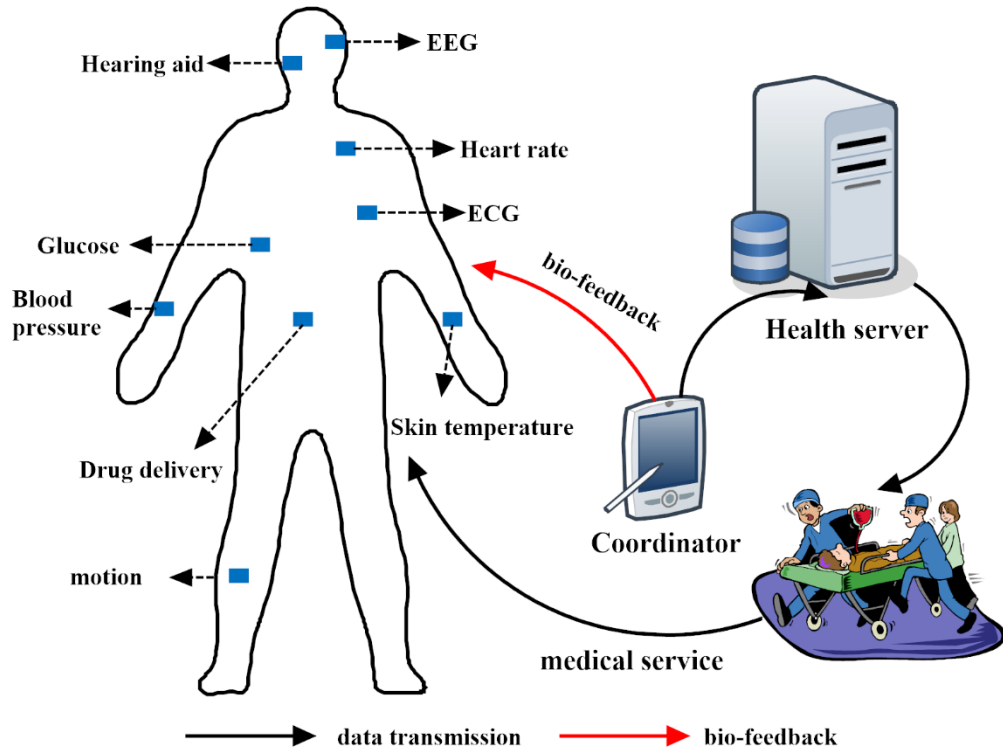 EEG
Hearing aid
Heart rate
ECG
Glucose
Blood
pressure
bio-feedback
Health server
Skin temperature
Drug delivery
Coordinator
motion
medical service
data transmission
bio-feedback